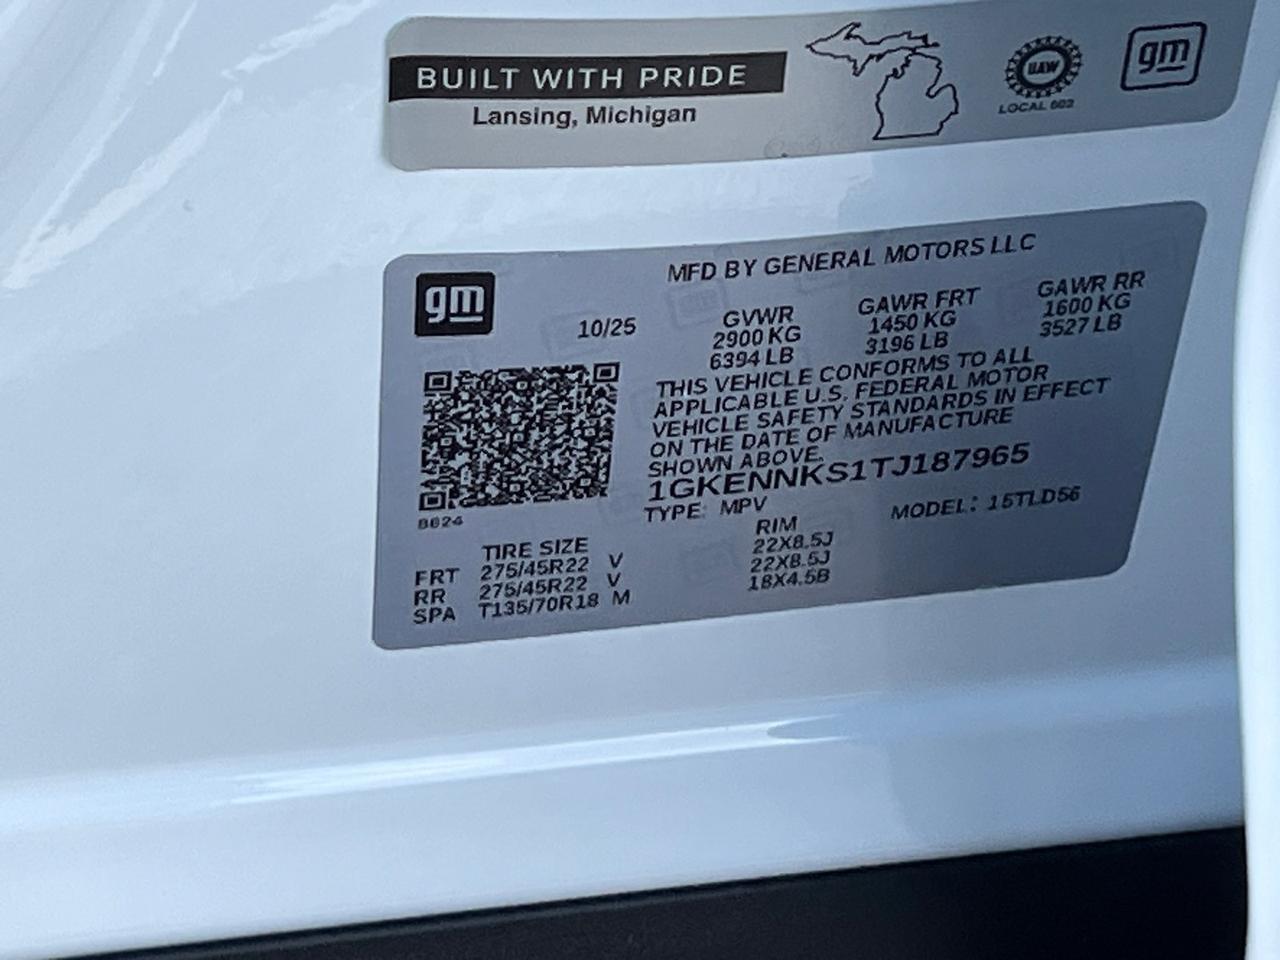 BUILT WITH PRIDE
Lansing, Michigan
UAW
LOCAL 602
gm
gm
MFD BY GENERAL MOTORS LLC
10/25
GVWR GAWR FRT GAWR RR
2900 KG 1450 KG 1600 KG
6394 LB 3196 LB 3527 LB
THIS VEHICLE CONFORMS TO ALL
APPLICABLE U.S. FEDERAL MOTOR
VEHICLE SAFETY STANDARDS IN EFFECT
ON THE DATE OF MANUFACTURE
SHOWN ABOVE.
1GKENNKS1TJ187965
B624
TYPE: MPV MODEL: 15TLD56
TIRE SIZE RIM
FRT 275/45R22 V 22X8.5J
RR 275/45R22 V 22X8.5J
SPA T135/70R18 M 18X4.5B